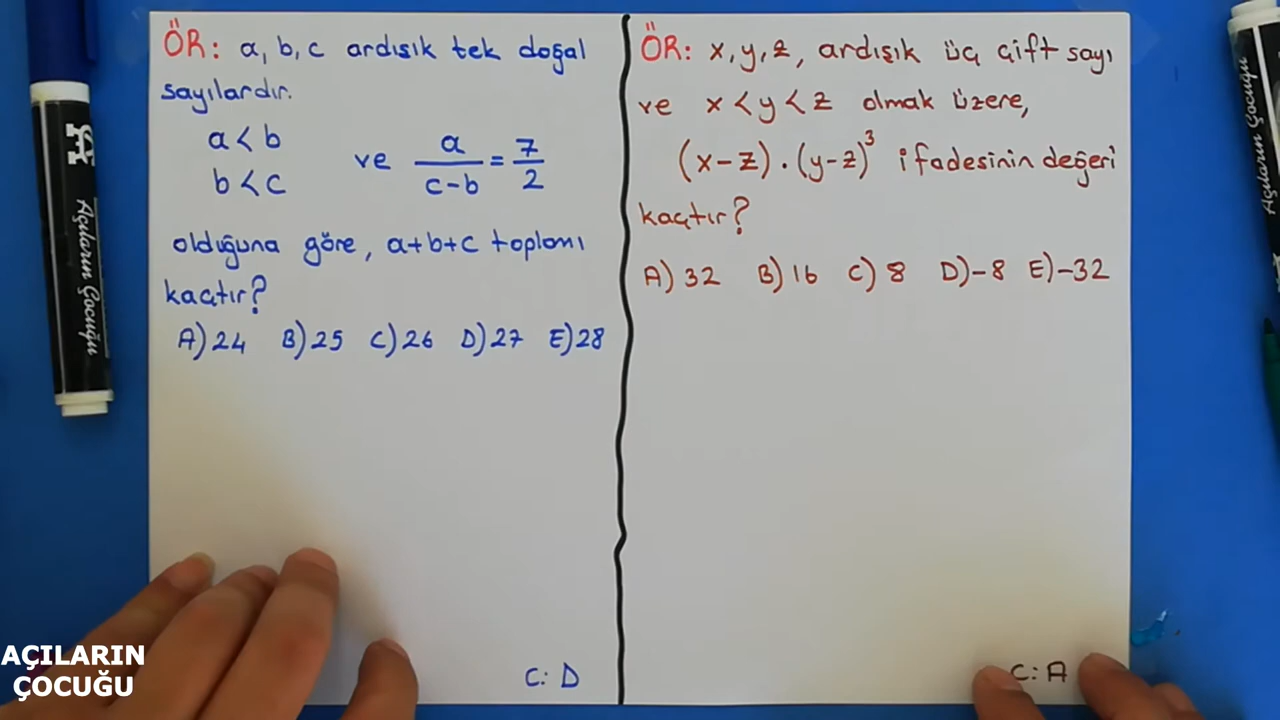 ÖR: a, b, c ardışık tek doğal
sayılardır.
a < b
b < c
ve a/(c-b) = 7/2
olduğuna göre, a+b+c toplamı
kaçtır?
A) 24 B) 25 C) 26 D) 27 E) 28
C: D
ÖR: x, y, z, ardışık üç çift sayı
ve x < y < z olmak üzere,
(x-z) . (y-z)³ ifadesinin değeri
kaçtır?
A) 32 B) 16 C) 8 D) -8 E) -32
C: A
Açıların Çocuğu
Açıların Çocuğu
AÇILARIN
ÇOCUĞU